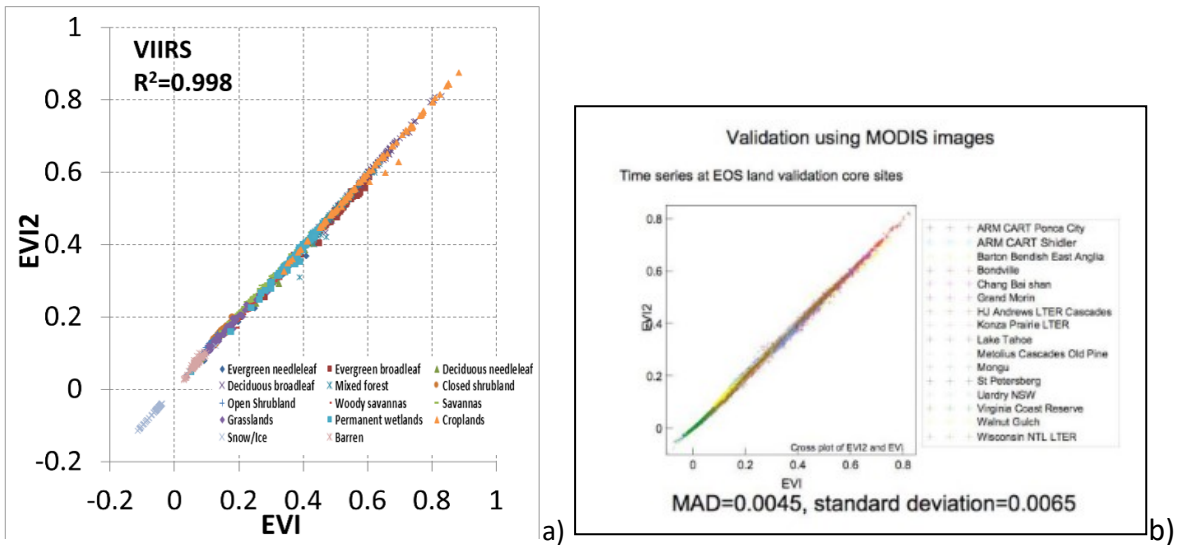 VIIRS
R²=0.998
1
0.8
0.6
0.4
0.2
0
-0.2
EVI2
Evergreen needleleaf Evergreen broadleaf Deciduous needleleaf
Deciduous broadleaf Mixed forest Closed shrubland
Open Shrubland Woody savannas Savannas
Grasslands Permanent wetlands Croplands
Snow/Ice Barren
-0.2 0 0.2 0.4 0.6 0.8 1
EVI
a)
Validation using MODIS images
Time series at EOS land validation core sites
0.8
0.6
0.4
0.2
0
EVI2
ARM CART Ponca City
ARM CART Shidler
Barton Bendish East Anglia
Bondville
Chang Bai shan
Grand Morin
HJ Andrews LTER Cascades
Konza Prairie LTER
Lake Tahoe
Metolius Cascades Old Pine
Mongu
St Petersberg
Uardry NSW
Virginia Coast Reserve
Walnut Gulch
Wisconsin NTL LTER
Cross plot of EVI2 and EVI
0 0.2 0.4 0.6 0.8
EVI
MAD=0.0045, standard deviation=0.0065
b)